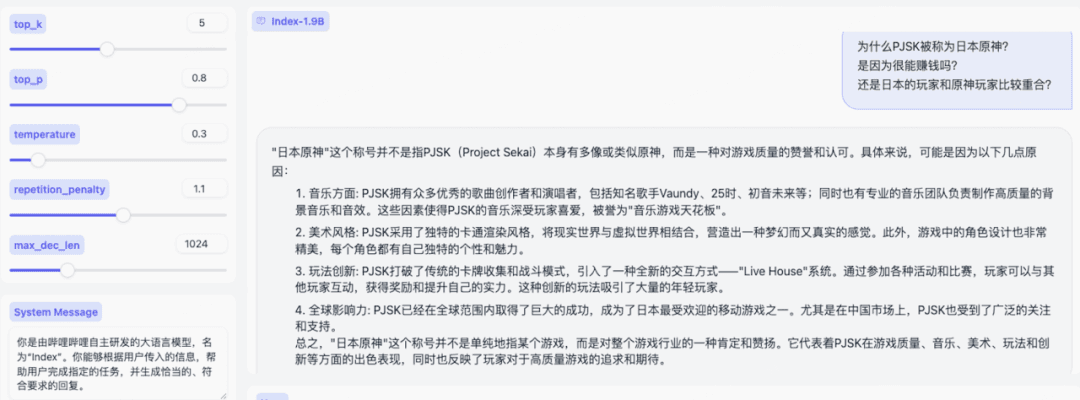 top_k
5
top_p
0.8
temperature
0.3
repetition_penalty
1.1
max_dec_len
1024
System Message
你是由哔哩哔哩自主研发的大语言模型，名
为“Index”。你能够根据用户传入的信息，帮
助用户完成指定的任务，并生成恰当的、符
合要求的回复。
Index-1.9B
为什么PJSK被称为日本原神?
是因为很能赚钱吗?
还是日本的玩家和原神玩家比较重合?
"日本原神"这个称号并不是指PJSK（Project Sekai）本身有多像或类似原神，而是一种对游戏质量的赞誉和认可。具体来说，可能是因为以下几点原
因：
1. 音乐方面: PJSK拥有众多优秀的歌曲创作者和演唱者，包括知名歌手Vaundy、25时、初音未来等；同时也有专业的音乐团队负责制作高质量的背
景音乐和音效。这些因素使得PJSK的音乐深受玩家喜爱，被誉为"音乐游戏天花板"。
2. 美术风格: PJSK采用了独特的卡通渲染风格，将现实世界与虚拟世界相结合，营造出一种梦幻而又真实的感觉。此外，游戏中的角色设计也非常
精美，每个角色都有自己独特的个性和魅力。
3. 玩法创新: PJSK打破了传统的卡牌收集和战斗模式，引入了一种全新的交互方式——"Live House"系统。通过参加各种活动和比赛，玩家可以与其
他玩家互动，获得奖励和提升自己的实力。这种创新的玩法吸引了大量的年轻玩家。
4. 全球影响力: PJSK已经在全球范围内取得了巨大的成功，成为了日本最受欢迎的移动游戏之一。尤其是在中国市场上，PJSK也受到了广泛的关注
和支持。
总之，"日本原神"这个称号并不是单纯地指某个游戏，而是对整个游戏行业的一种肯定和赞扬。它代表着PJSK在游戏质量、音乐、美术、玩法和创
新等方面的出色表现，同时也反映了玩家对于高质量游戏的追求和期待。